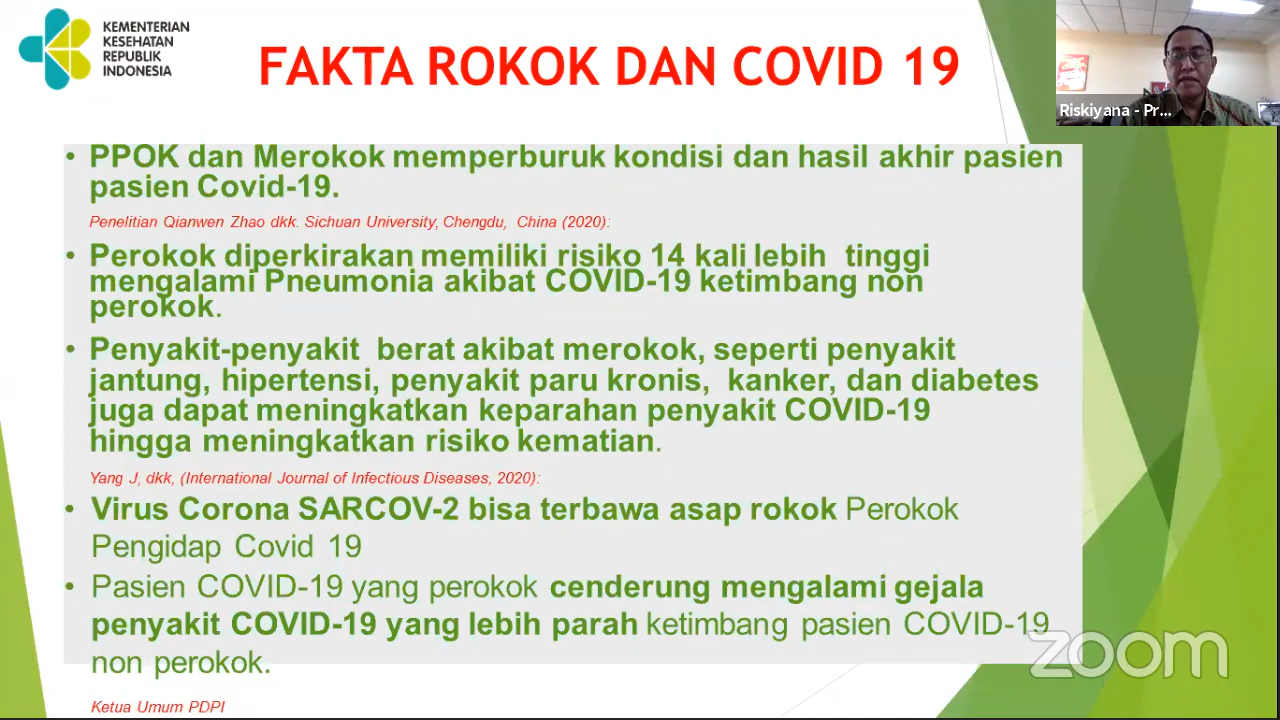 KEMENTERIAN
KESEHATAN
REPUBLIK
INDONESIA
FAKTA ROKOK DAN COVID 19
Riskiyana - Pr...
• PPOK dan Merokok memperburuk kondisi dan hasil akhir pasien
pasien Covid-19.
Penelitian Qianwen Zhao dkk. Sichuan University, Chengdu, China (2020):
• Perokok diperkirakan memiliki risiko 14 kali lebih tinggi
mengalami Pneumonia akibat COVID-19 ketimbang non
perokok.
• Penyakit-penyakit berat akibat merokok, seperti penyakit
jantung, hipertensi, penyakit paru kronis, kanker, dan diabetes
juga dapat meningkatkan keparahan penyakit COVID-19
hingga meningkatkan risiko kematian.
Yang J, dkk, (International Journal of Infectious Diseases, 2020):
• Virus Corona SARCOV-2 bisa terbawa asap rokok Perokok
Pengidap Covid 19
• Pasien COVID-19 yang perokok cenderung mengalami gejala
penyakit COVID-19 yang lebih parah ketimbang pasien COVID-19
non perokok.
zoom
Ketua Umum PDPI